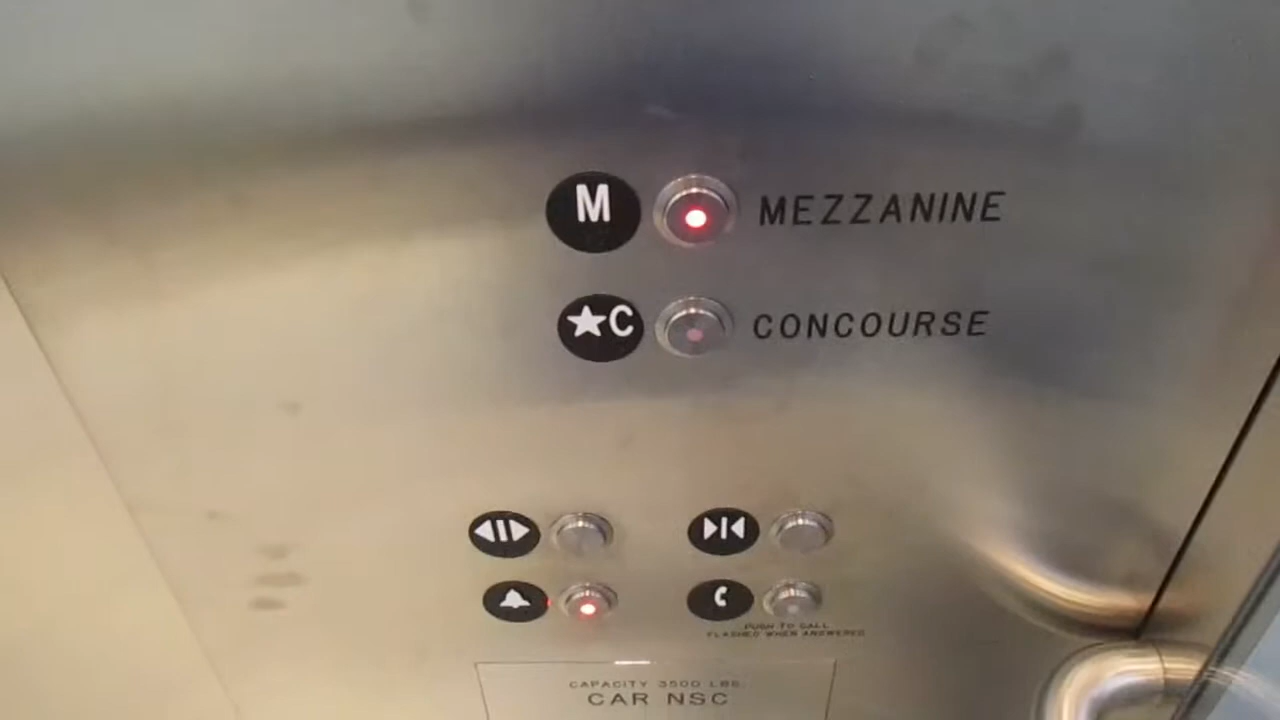 M MEZZANINE
★C CONCOURSE
PUSH TO CALL
FLASHES WHEN ANSWERED
CAPACITY 3500 LBS.
CAR NSC